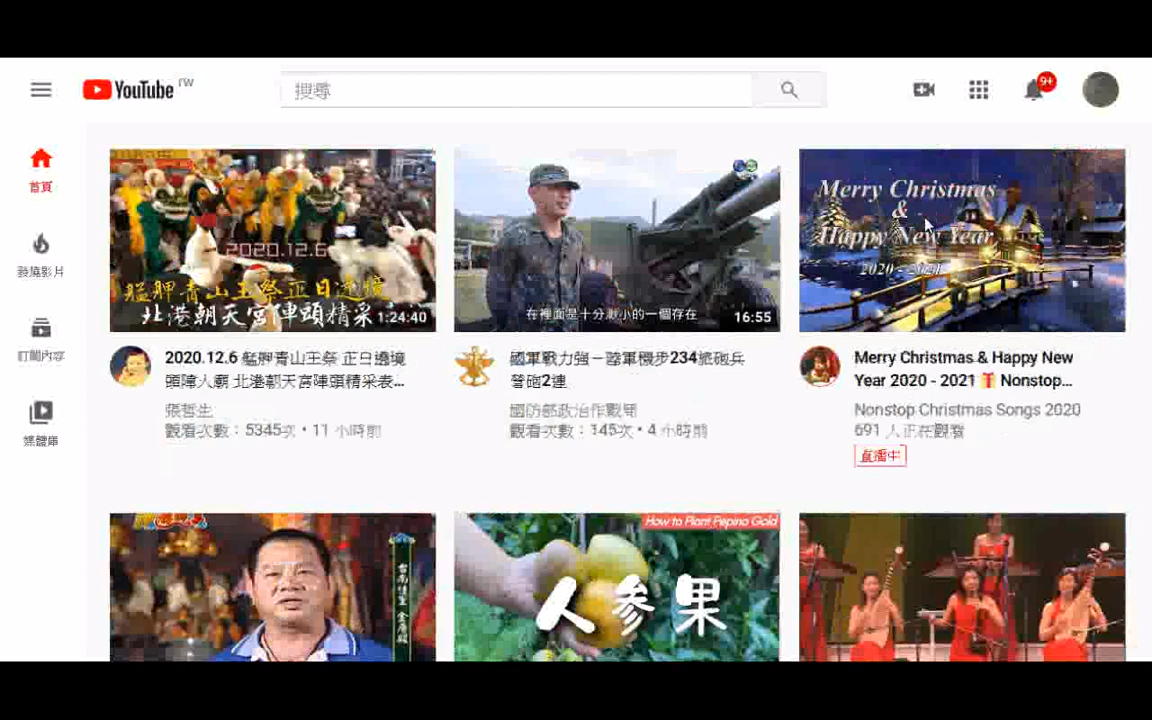 YouTube TW
搜尋
9+
首頁
發燒影片
訂閱內容
媒體庫
2020.12.6
艋舺青山王祭正日遶境
北港朝天宮陣頭精采
1:24:40
在裡面是十分渺小的一個存在
16:55
Merry Christmas
&
Happy New Year
2020 - 2021
2020.12.6 艋舺青山王祭 正日遶境
頭陣入廟 北港朝天宮陣頭精采表...
張哲生
觀看次數：5345次 • 11 小時前
國軍戰力強－陸軍機步234旅砲兵
營砲2連
國防部政治作戰局
觀看次數：145次 • 4 小時前
Merry Christmas & Happy New
Year 2020 - 2021 🎁 Nonstop...
Nonstop Christmas Songs 2020
691 人正在觀看
直播中
How to Plant Pepino Gold
人參果